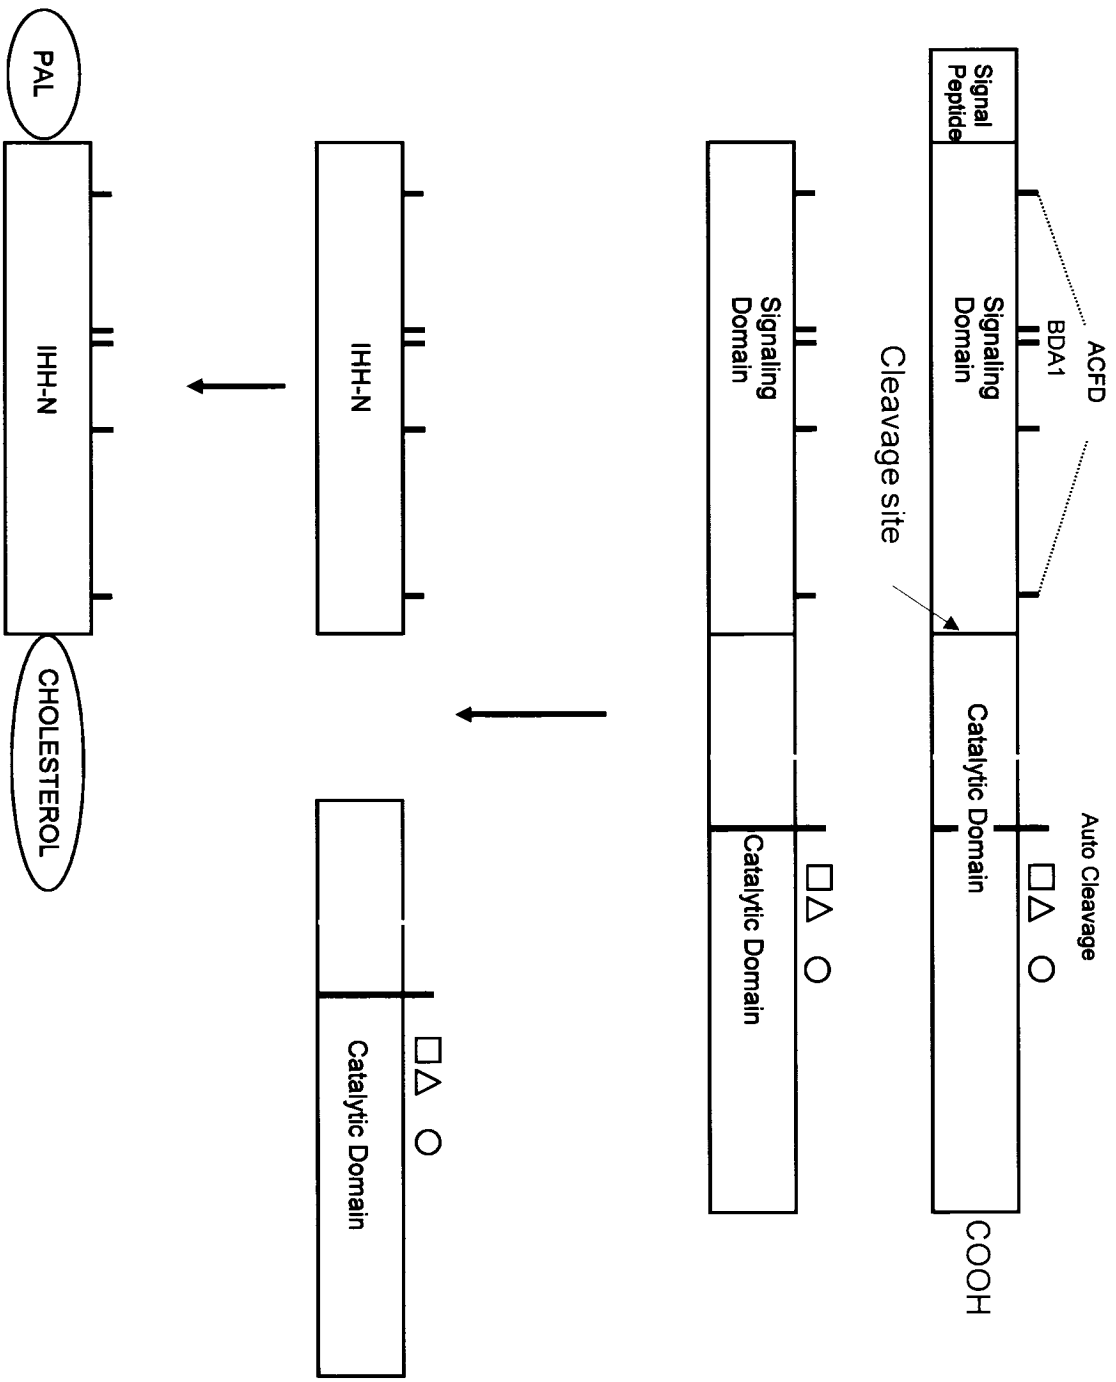 ACFD
Auto Cleavage
BDA1
Signal
Peptide
Signaling
Domain
Catalytic Domain
COOH
Cleavage site
Signaling
Domain
Catalytic Domain
IHH-N
Catalytic Domain
PAL
IHH-N
CHOLESTEROL